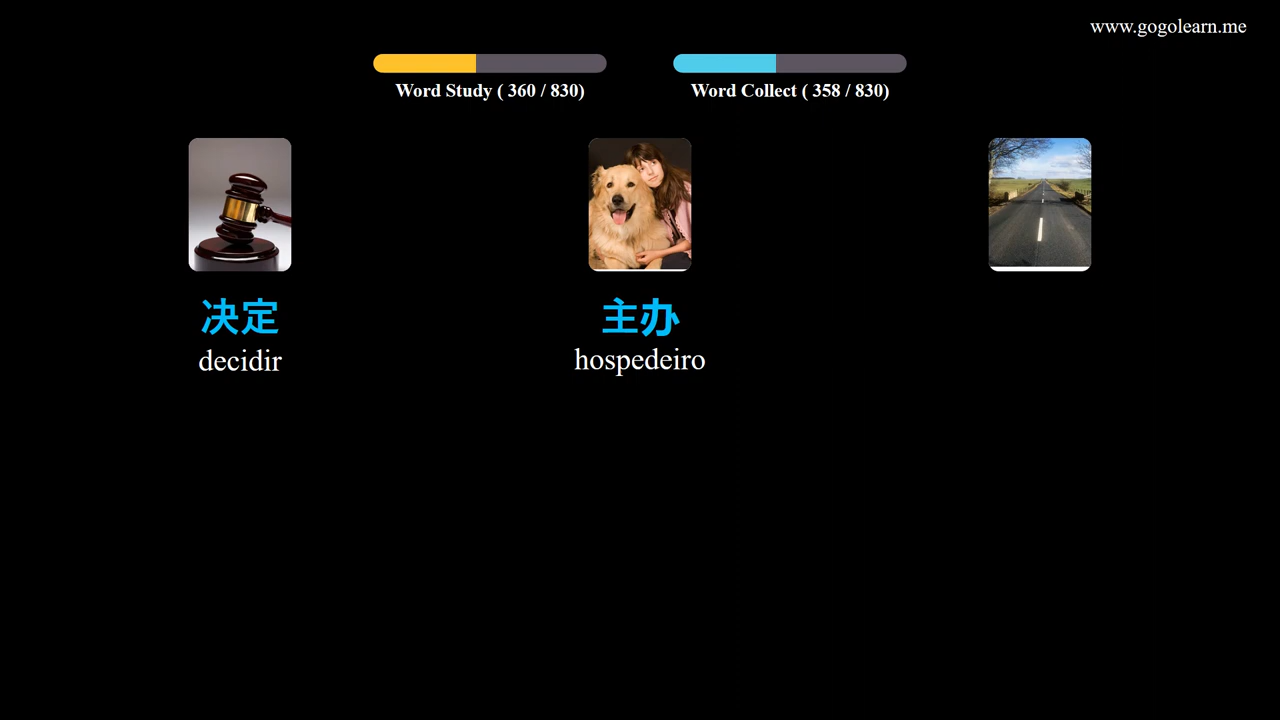 www.gogolearn.me
Word Study ( 360 / 830)
Word Collect ( 358 / 830)
决定
decidir
主办
hospedeiro